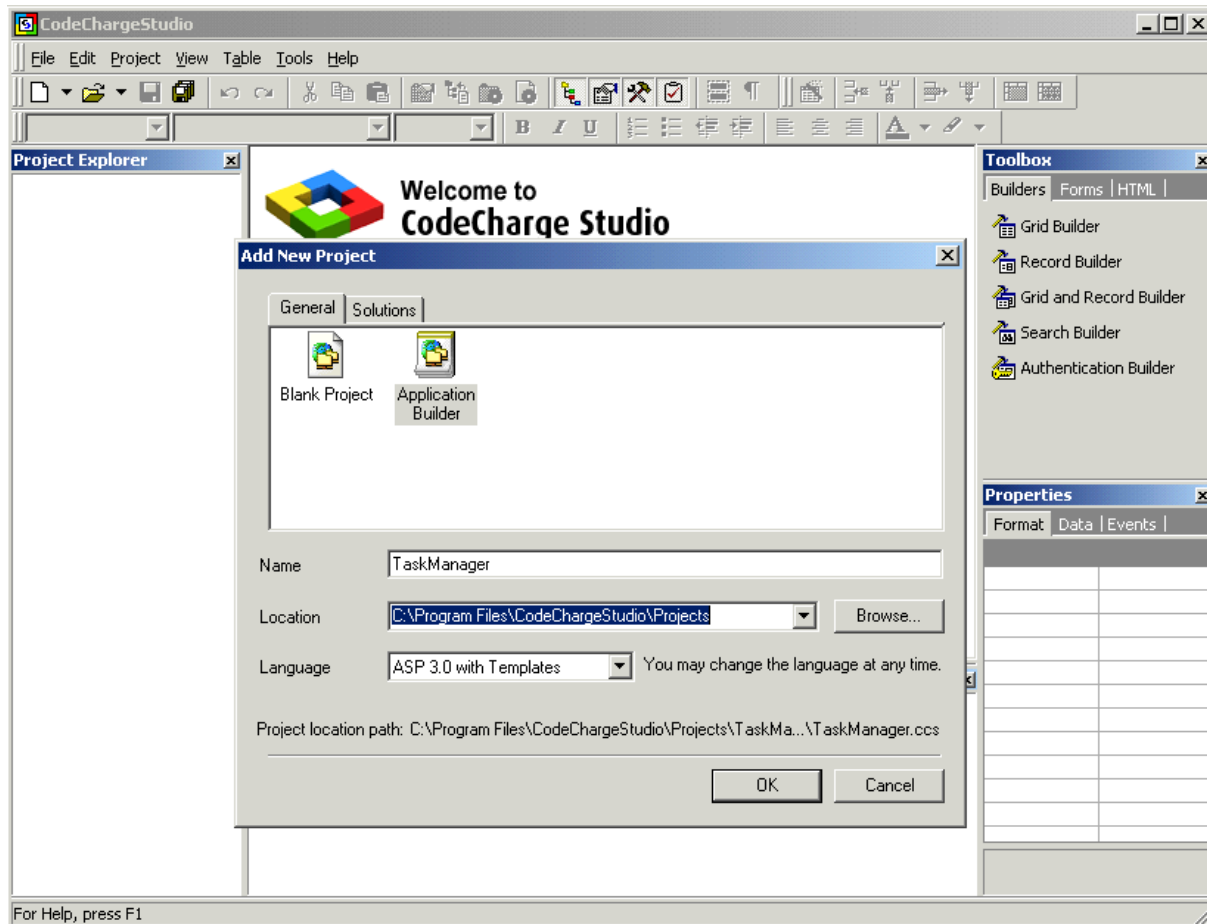 CodeChargeStudio
File Edit Project View Table Tools Help
B I U
A
Project Explorer
Welcome to
CodeCharge Studio
Toolbox
Builders Forms HTML
Grid Builder
Record Builder
Grid and Record Builder
Search Builder
Authentication Builder
Add New Project
General Solutions
Blank Project
Application
Builder
Name TaskManager
Location C:\Program Files\CodeChargeStudio\Projects Browse...
Language ASP 3.0 with Templates You may change the language at any time.
Project location path: C:\Program Files\CodeChargeStudio\Projects\TaskMa...\TaskManager.ccs
OK Cancel
Properties
Format Data Events
For Help, press F1